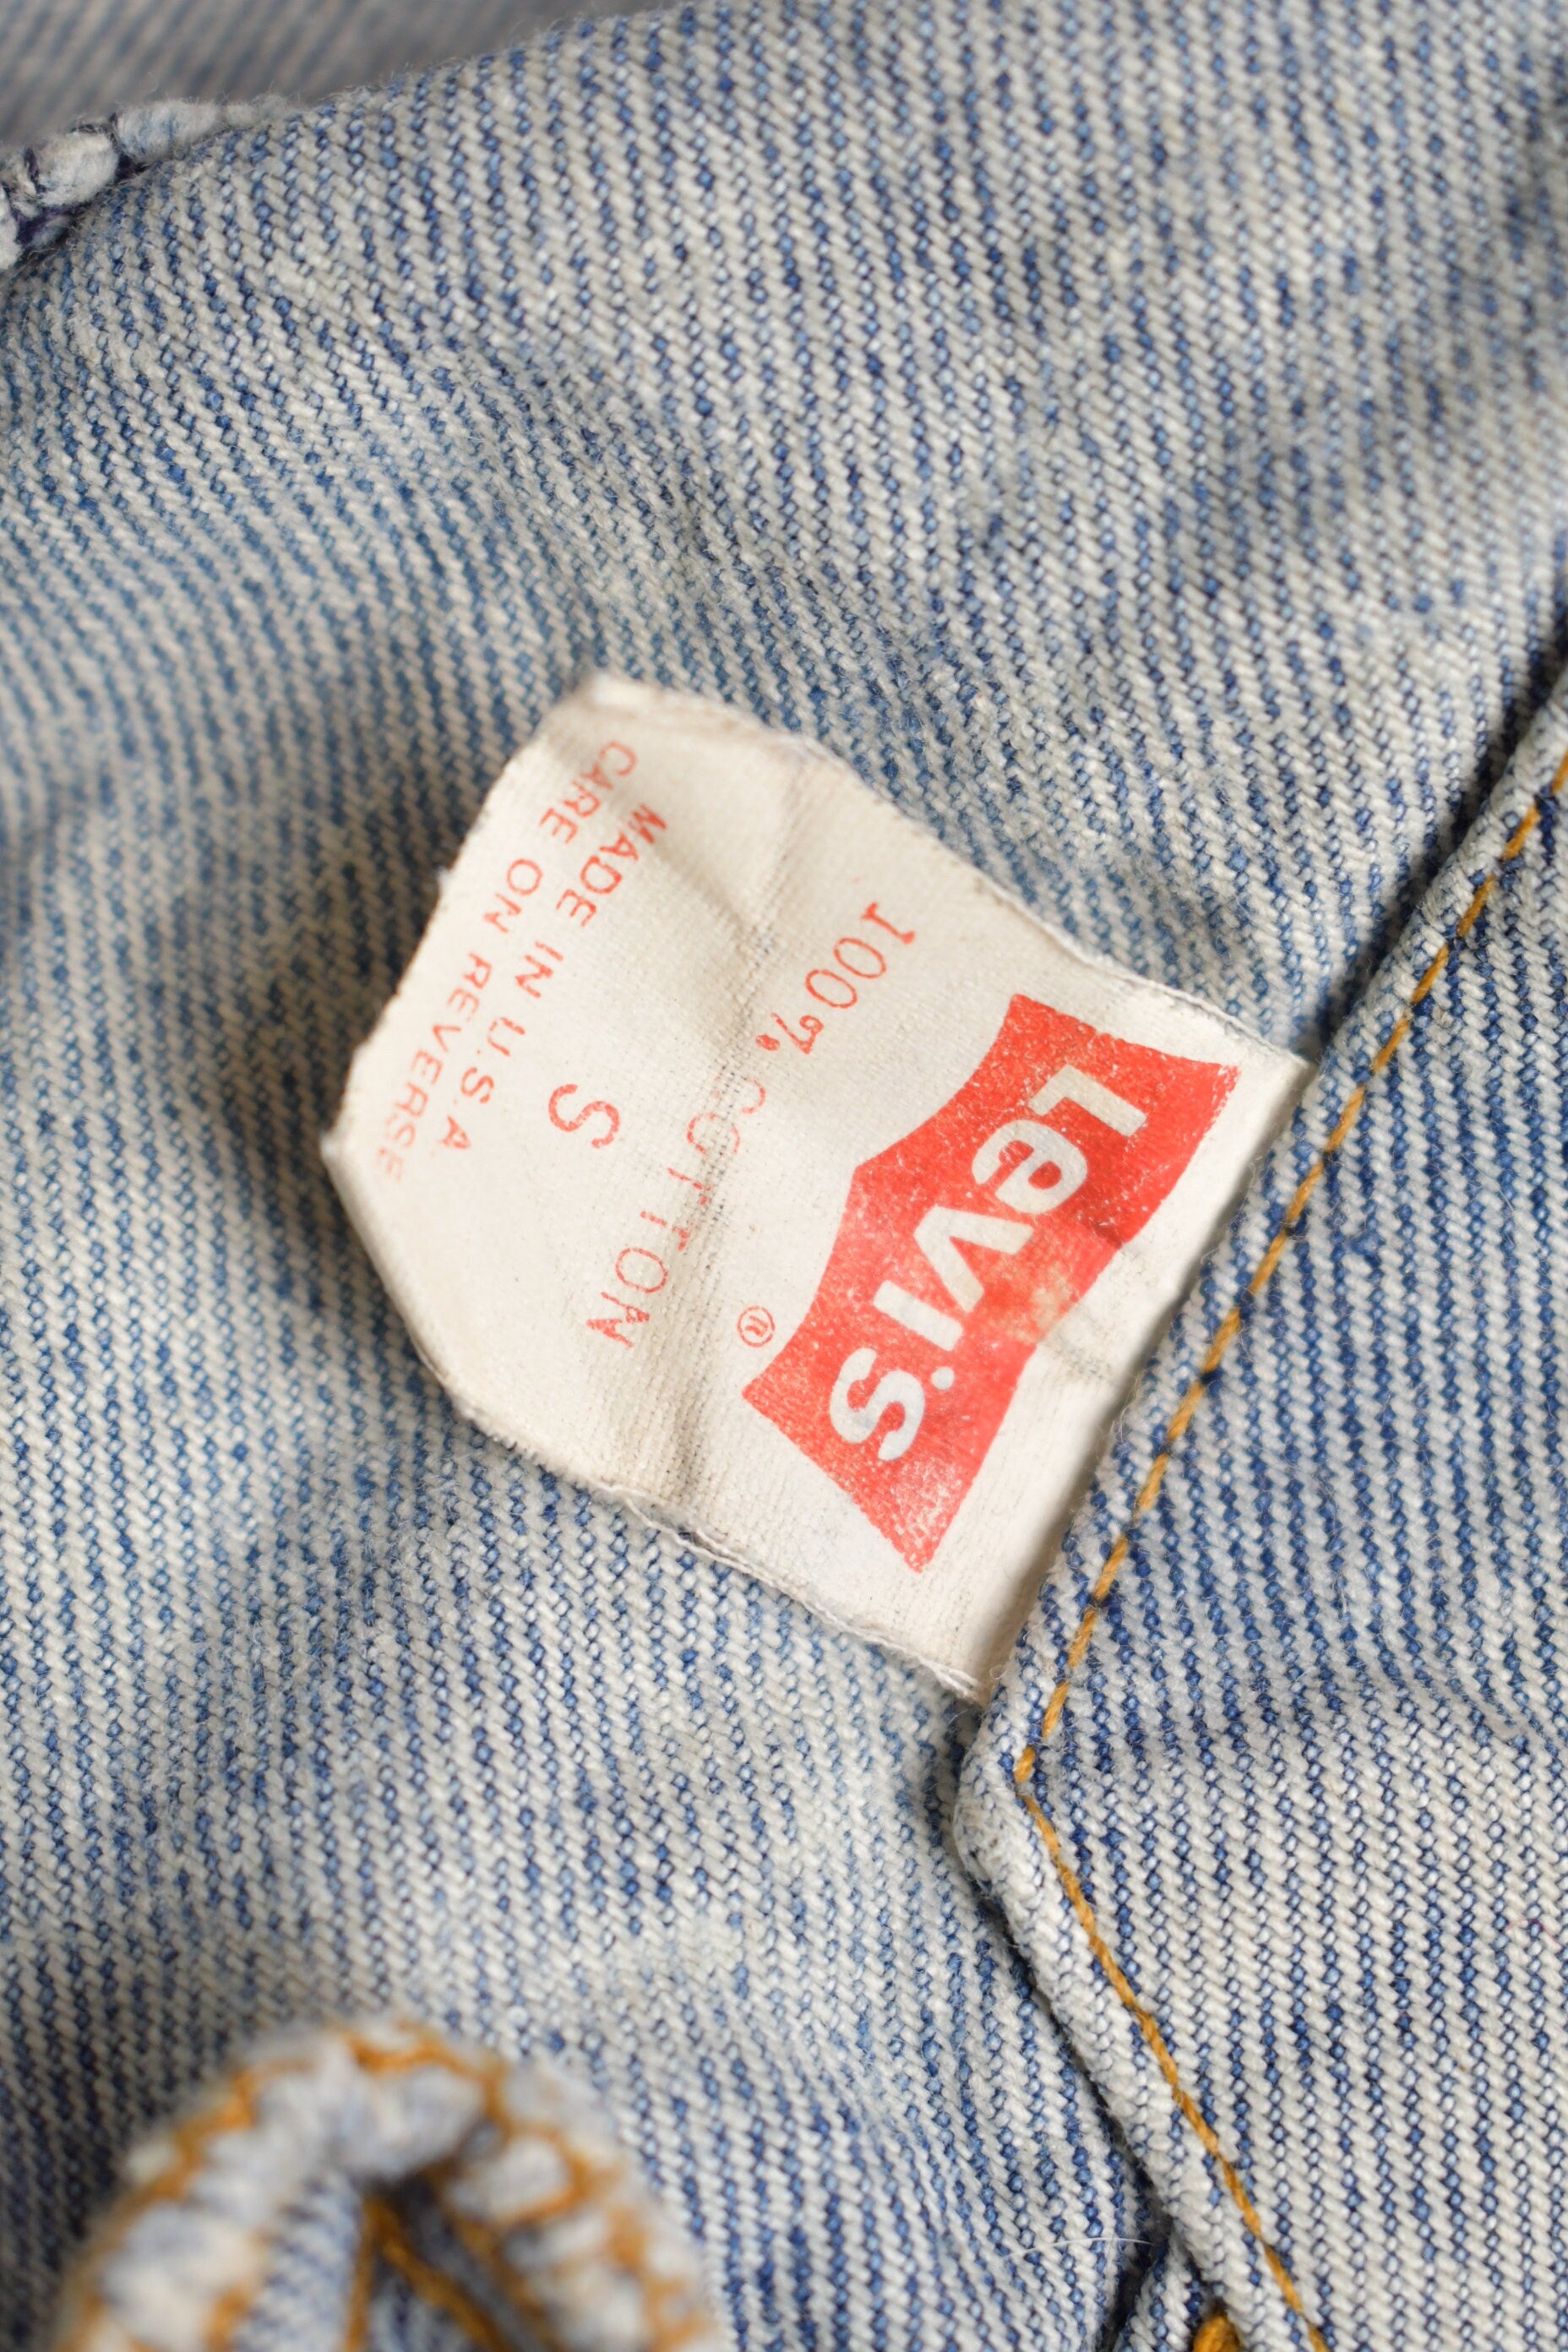 Levi's
®
100% COTTON
S
MADE IN U.S.A.
CARE ON REVERSE